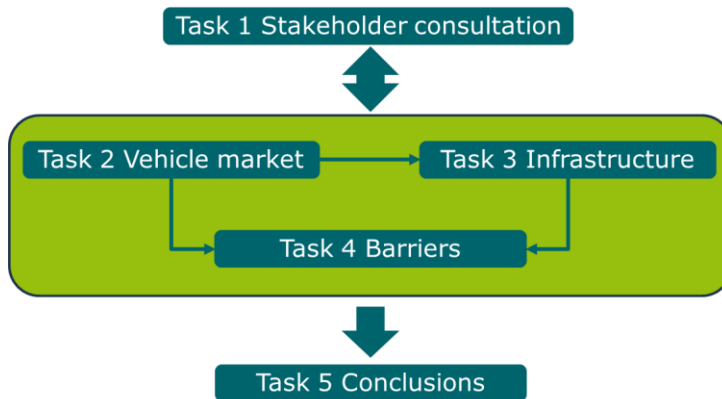 Task 1 Stakeholder consultation
Task 2 Vehicle market
Task 3 Infrastructure
Task 4 Barriers
Task 5 Conclusions